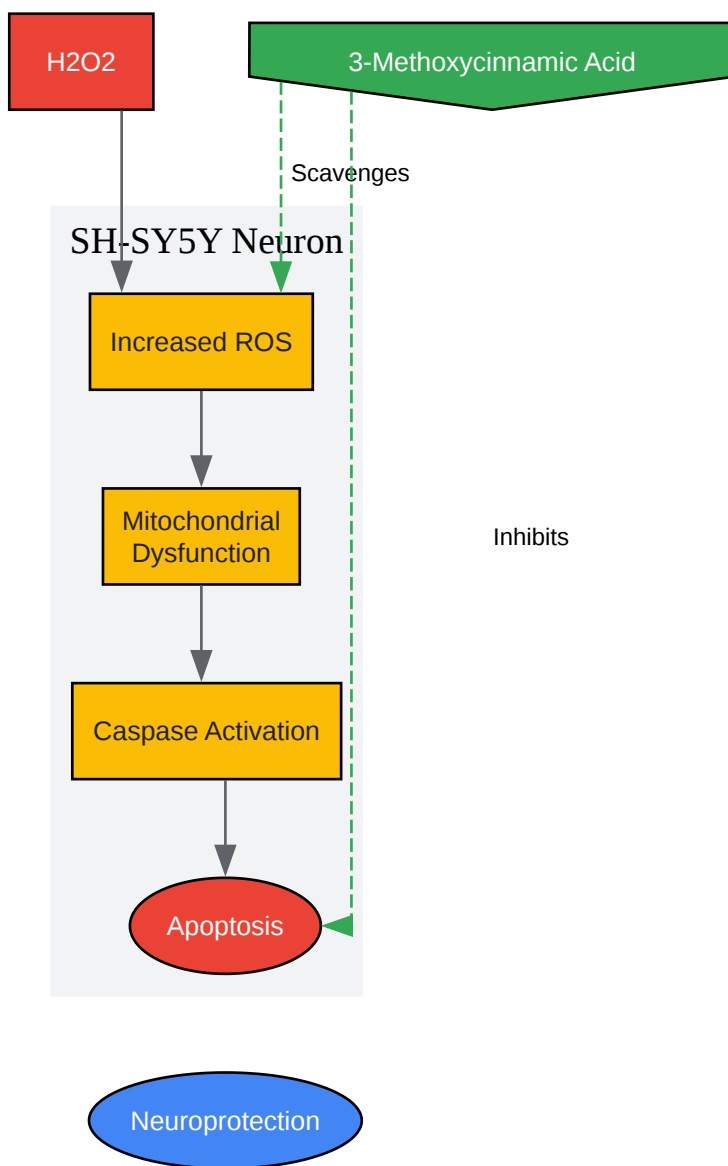 H2O2
3-Methoxycinnamic Acid
Scavenges
SH-SY5Y Neuron
Increased ROS
Mitochondrial
Dysfunction
Inhibits
Caspase Activation
Apoptosis
Neuroprotection